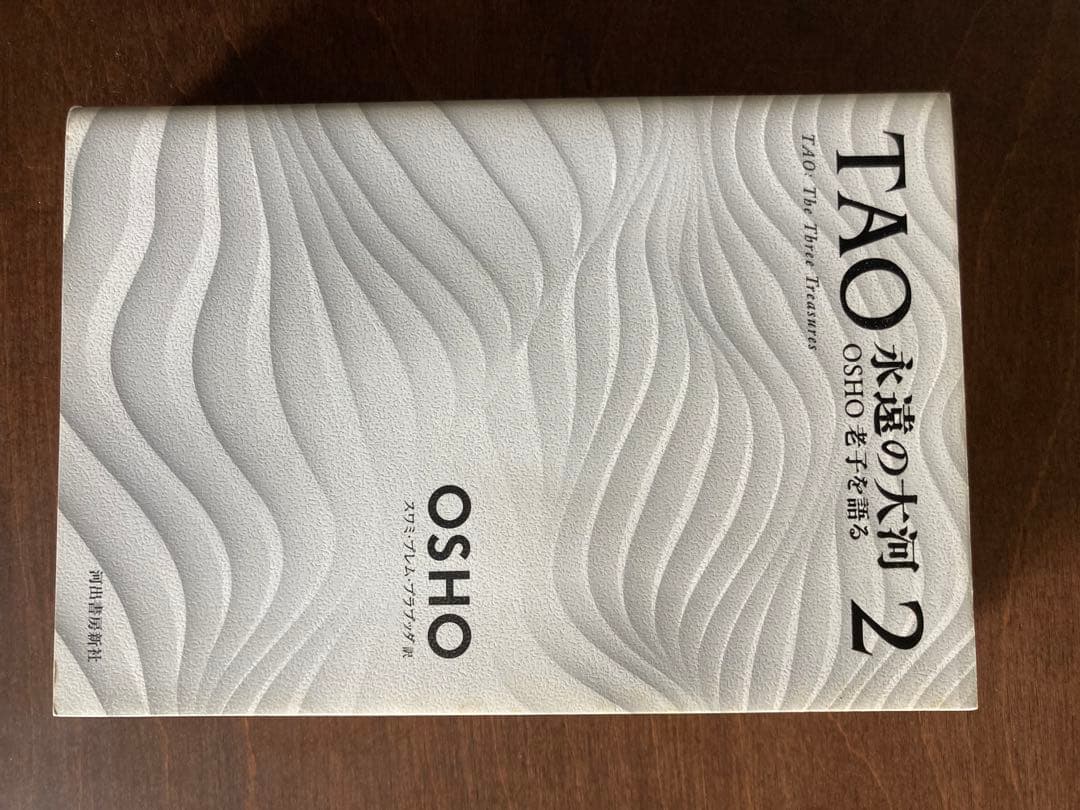 TAO 永遠の大河 2
OSHO 老子を語る
TAO: The Three Treasures
OSHO
スワミ・プレム・プラブッダ 訳
河出書房新社